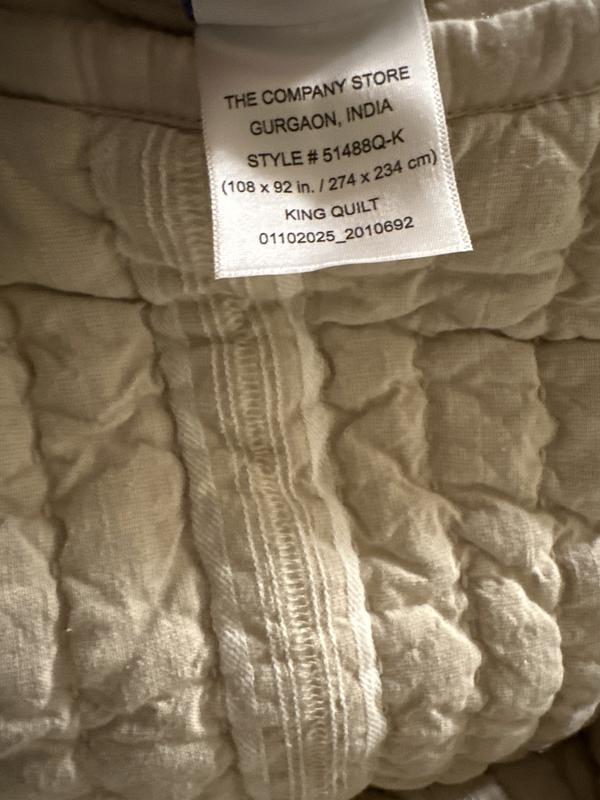 THE COMPANY STORE
GURGAON, INDIA
STYLE # 51488Q-K
(108 x 92 in. / 274 x 234 cm)
KING QUILT
01102025_2010692